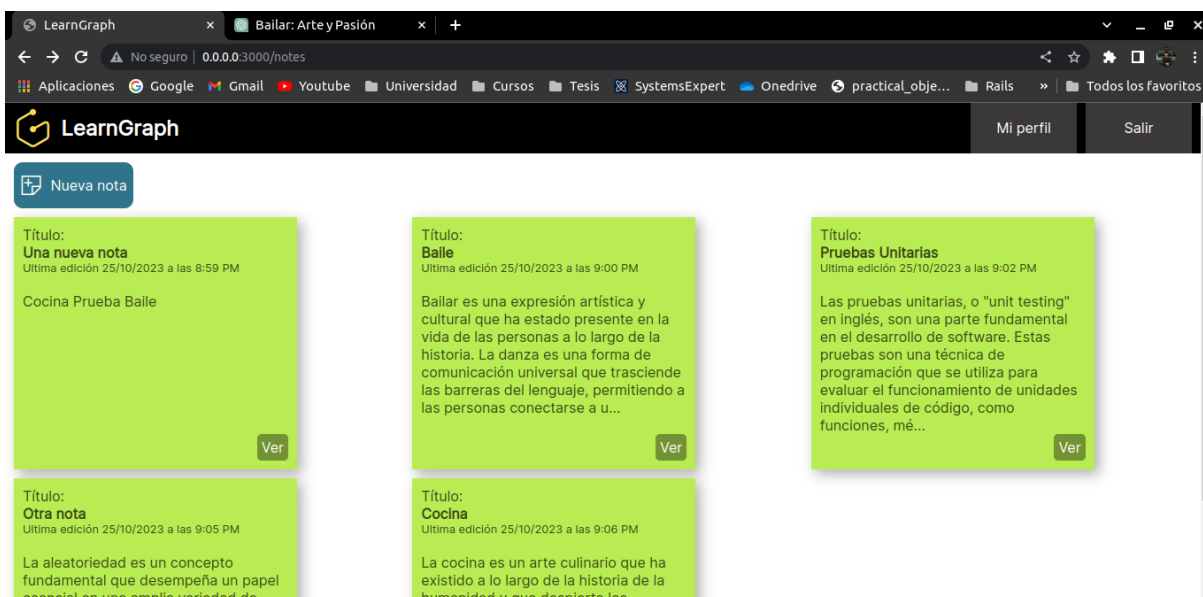 LearnGraph
Bailar: Arte y Pasión
No seguro | 0.0.0.0:3000/notes
Aplicaciones Google Gmail Youtube Universidad Cursos Tesis SystemsExpert Onedrive practical_obje... Rails » Todos los favoritos
LearnGraph Mi perfil Salir
Nueva nota
Título:
Una nueva nota
Ultima edición 25/10/2023 a las 8:59 PM
Cocina Prueba Baile
Ver
Título:
Baile
Ultima edición 25/10/2023 a las 9:00 PM
Bailar es una expresión artística y
cultural que ha estado presente en la
vida de las personas a lo largo de la
historia. La danza es una forma de
comunicación universal que trasciende
las barreras del lenguaje, permitiendo a
las personas conectarse a u...
Ver
Título:
Pruebas Unitarias
Ultima edición 25/10/2023 a las 9:02 PM
Las pruebas unitarias, o "unit testing"
en inglés, son una parte fundamental
en el desarrollo de software. Estas
pruebas son una técnica de
programación que se utiliza para
evaluar el funcionamiento de unidades
individuales de código, como
funciones, mé...
Ver
Título:
Otra nota
Ultima edición 25/10/2023 a las 9:05 PM
La aleatoriedad es un concepto
fundamental que desempeña un papel
Título:
Cocina
Ultima edición 25/10/2023 a las 9:06 PM
La cocina es un arte culinario que ha
existido a lo largo de la historia de la